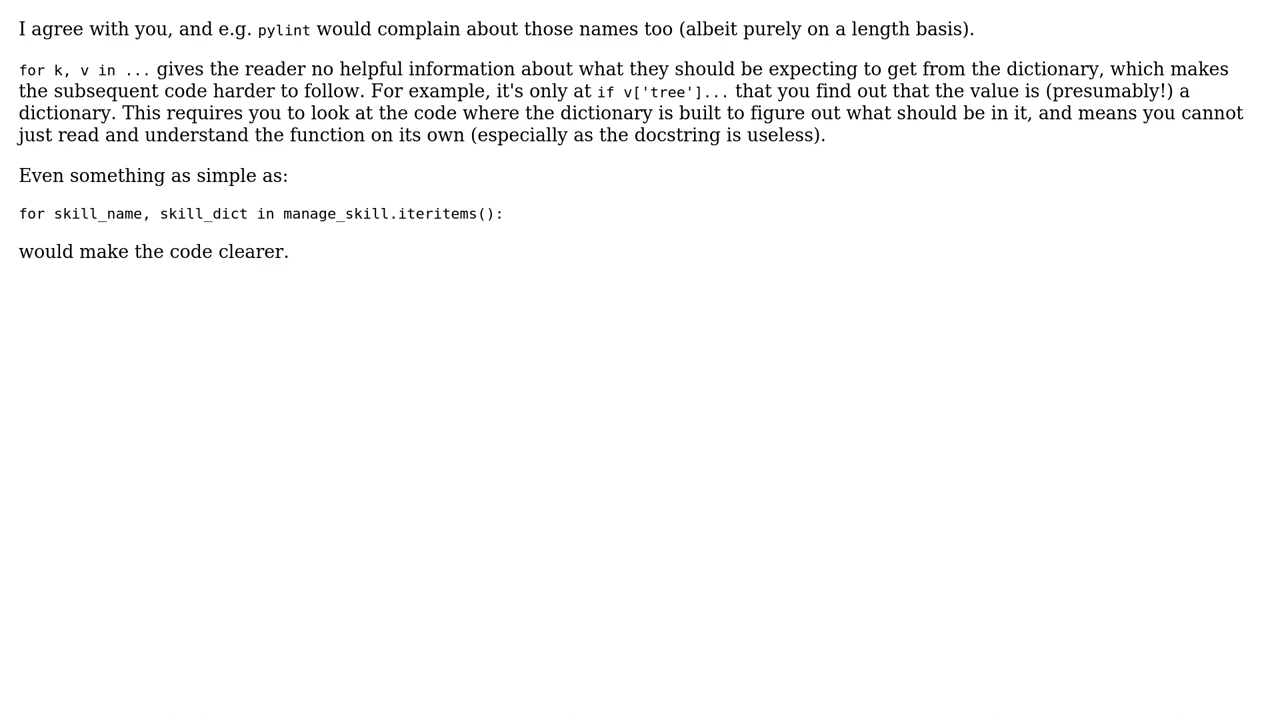 I agree with you, and e.g. pylint would complain about those names too (albeit purely on a length basis).
for k, v in ... gives the reader no helpful information about what they should be expecting to get from the dictionary, which makes
the subsequent code harder to follow. For example, it's only at if v['tree']... that you find out that the value is (presumably!) a
dictionary. This requires you to look at the code where the dictionary is built to figure out what should be in it, and means you cannot
just read and understand the function on its own (especially as the docstring is useless).
Even something as simple as:
for skill_name, skill_dict in manage_skill.iteritems():
would make the code clearer.